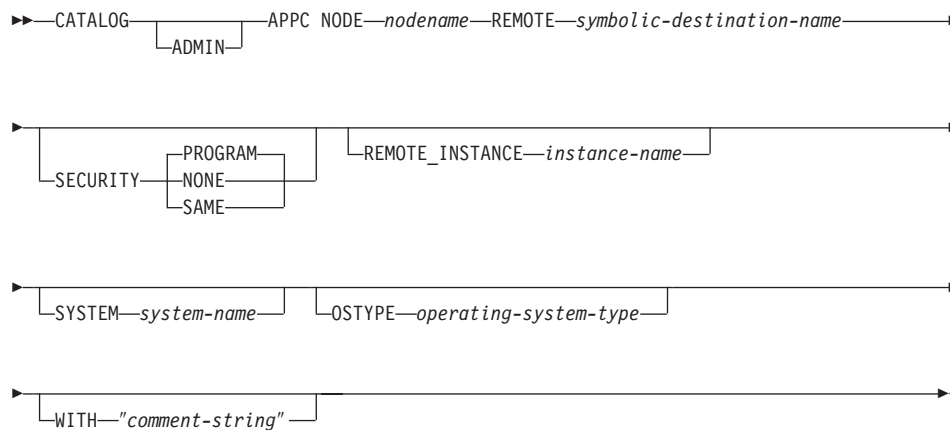 CATALOG APPC NODE nodename REMOTE symbolic-destination-name
ADMIN
PROGRAM
SECURITY NONE
SAME
REMOTE_INSTANCE instance-name
SYSTEM system-name
OSTYPE operating-system-type
WITH "comment-string"